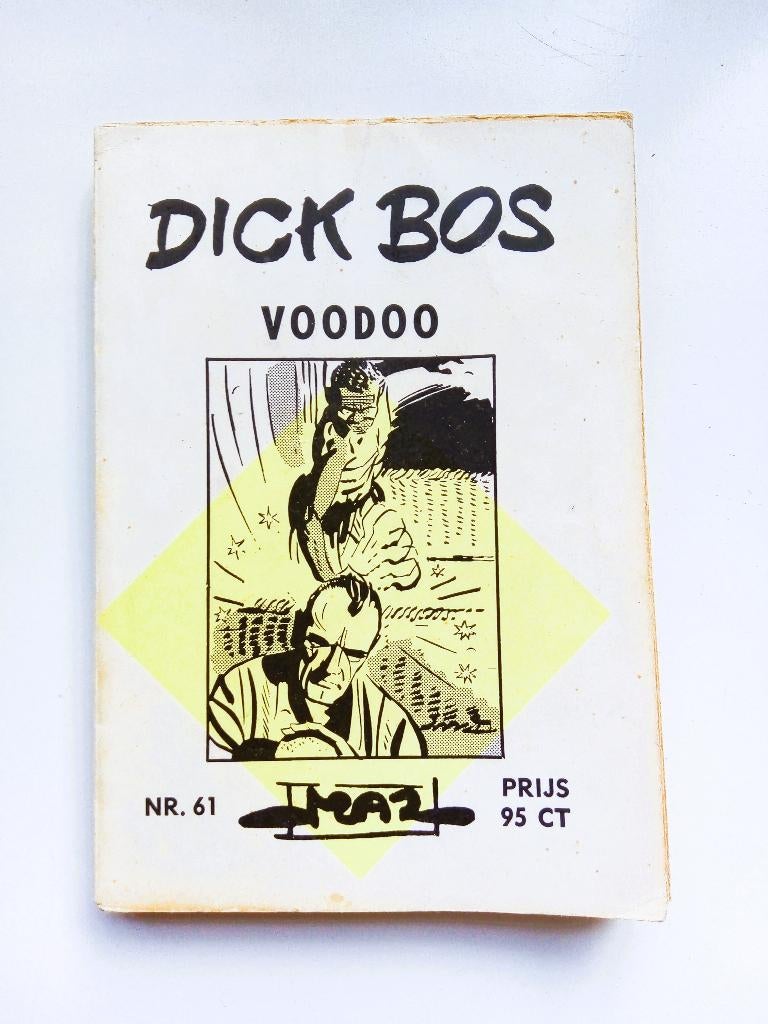 DICK BOS
VOODOO
NR. 61
MAZ
PRIJS
95 CT